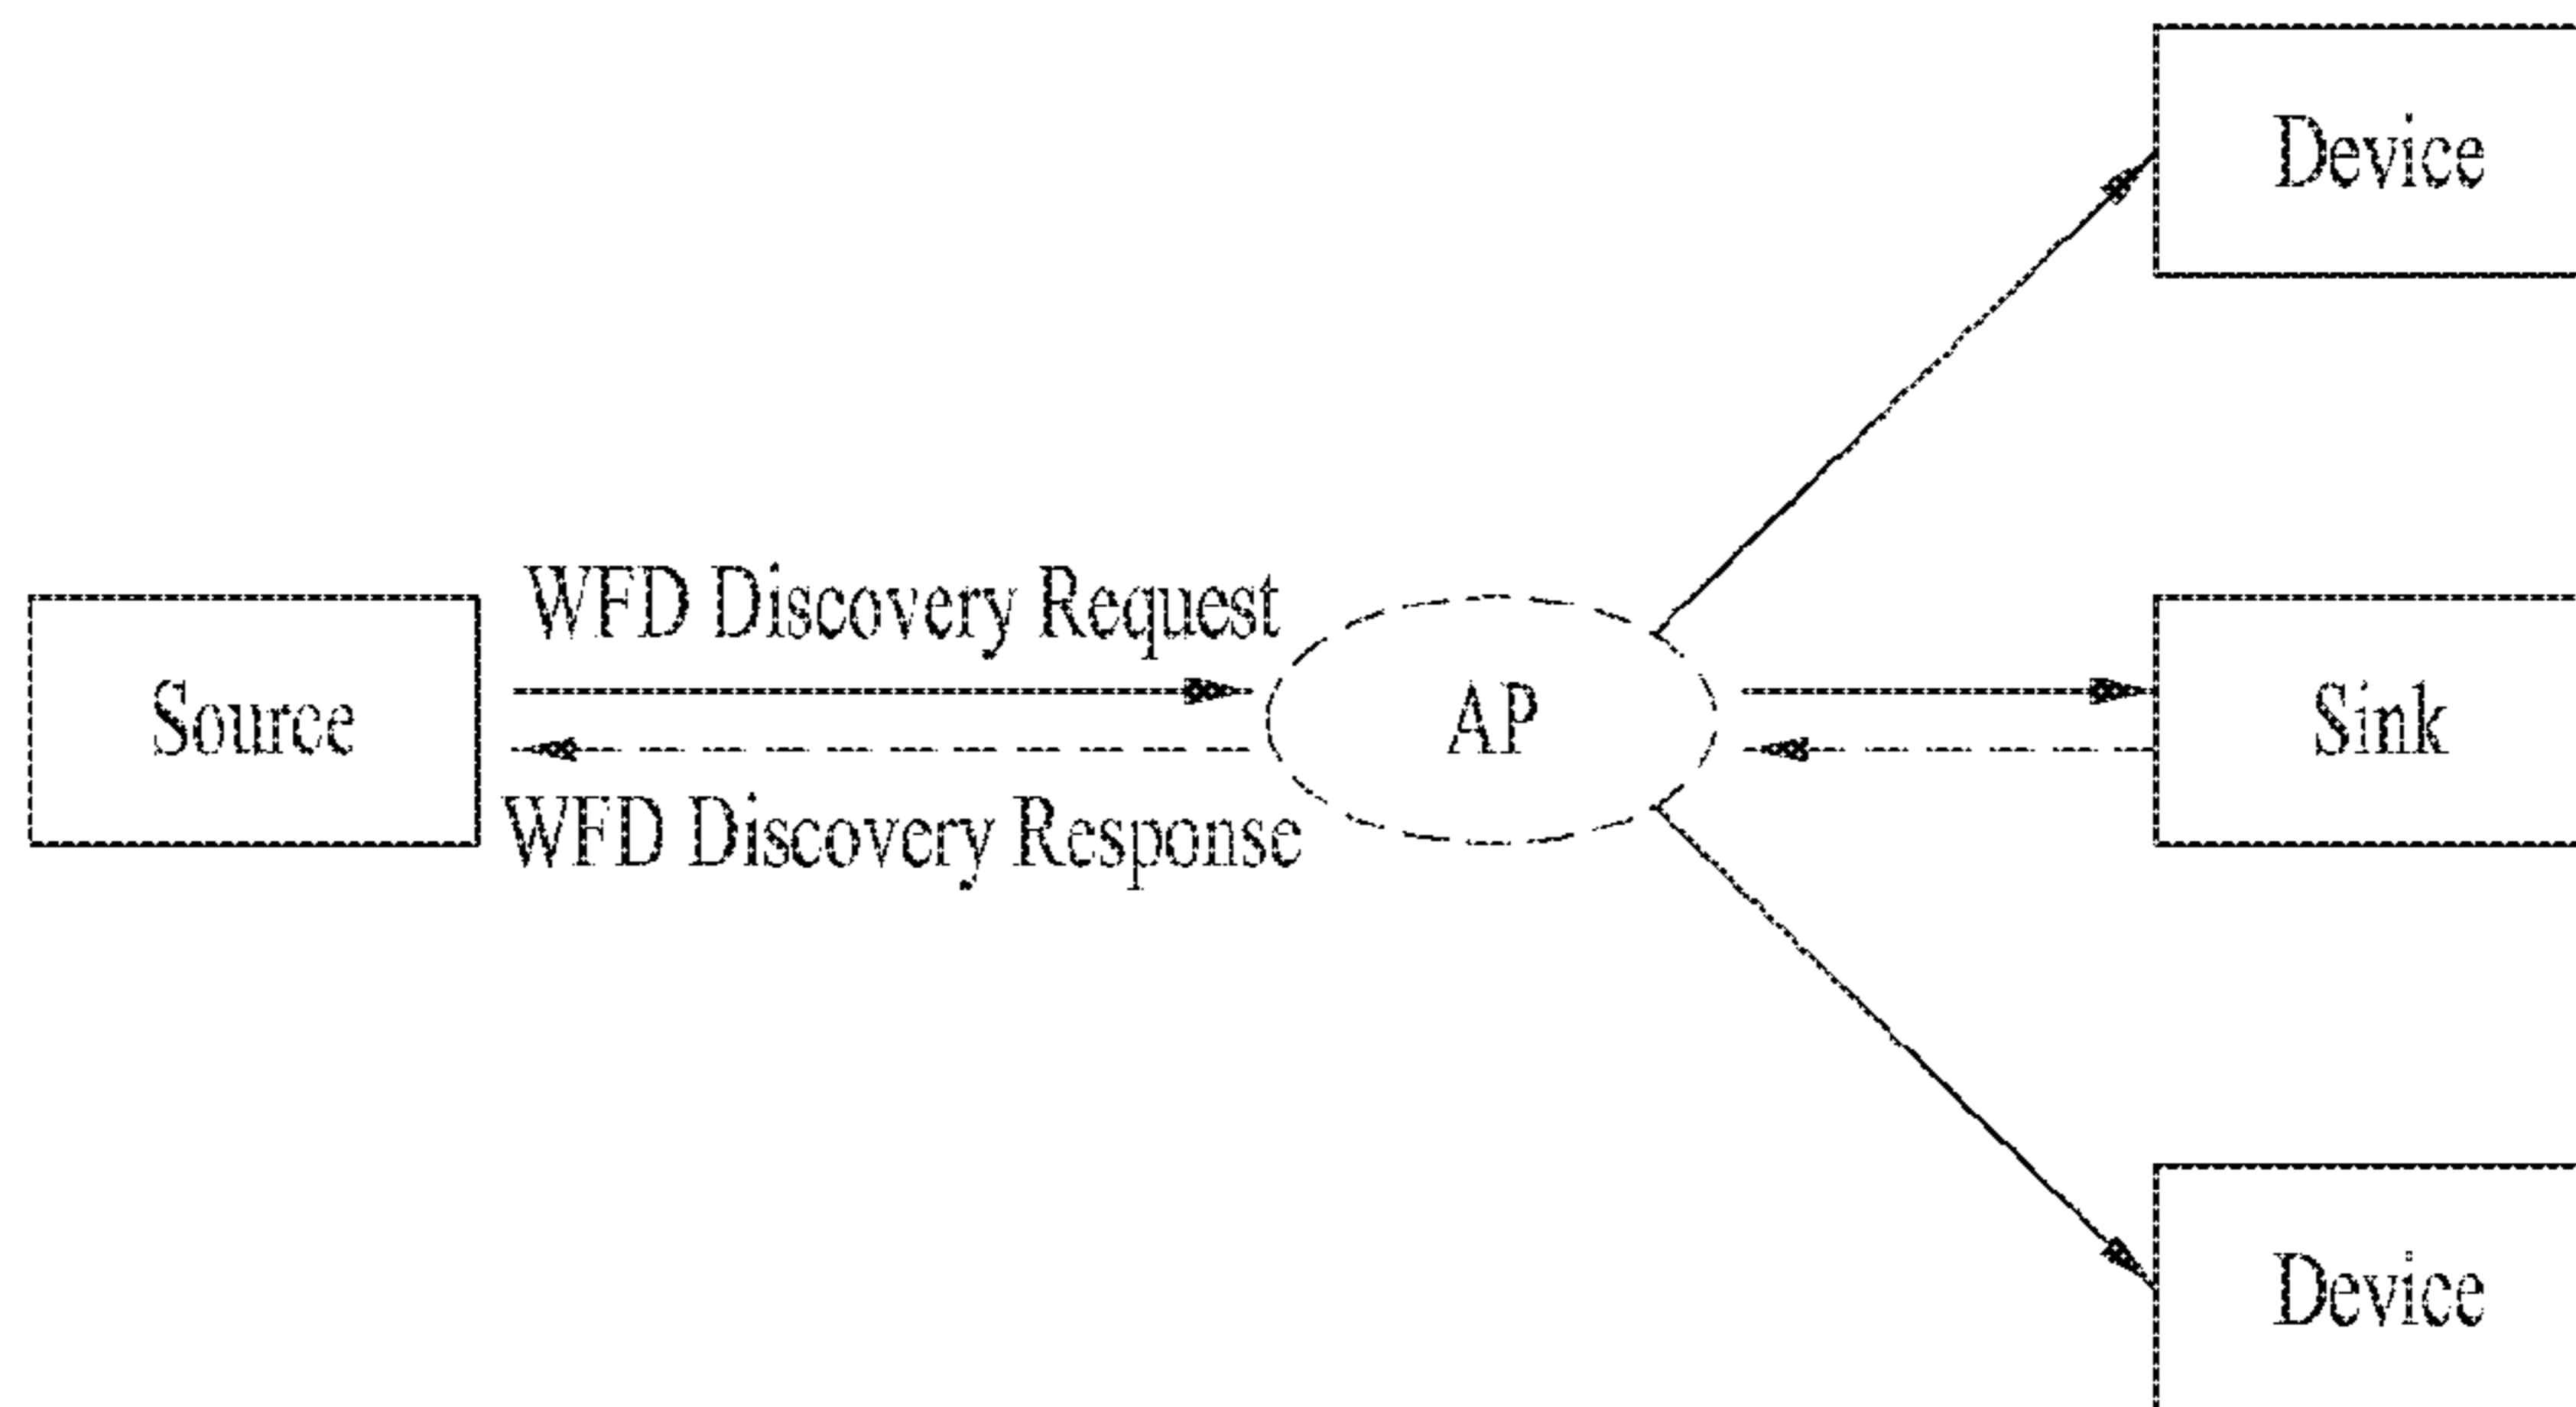 Device
WFD Discovery Request
Source
AP
Sink
WFD Discovery Response
Device